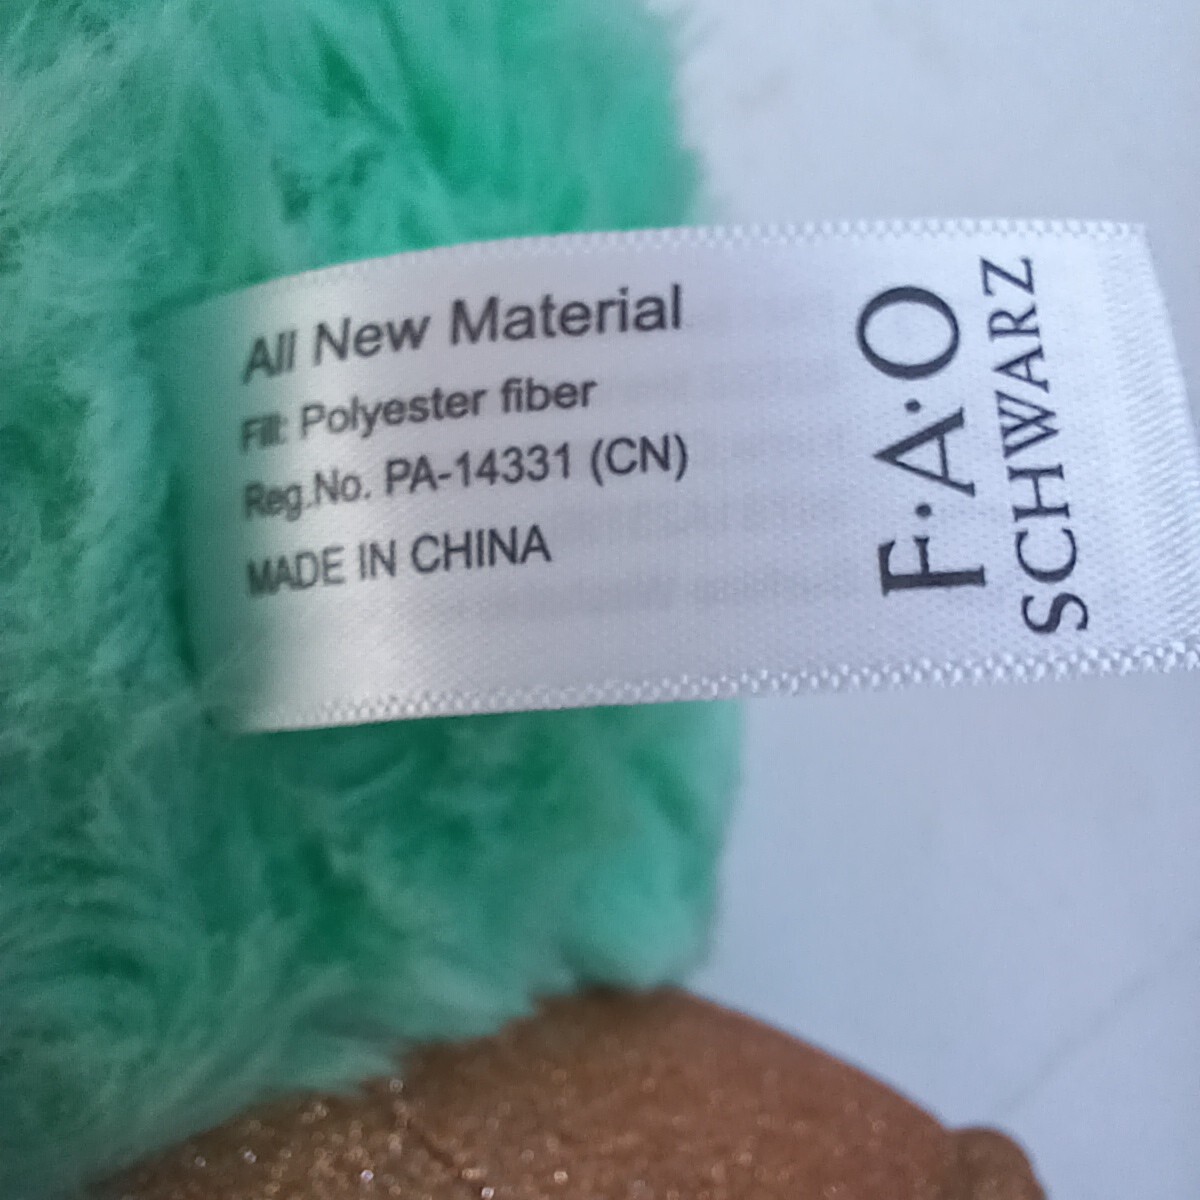 All New Material
Fill: Polyester fiber
Reg.No. PA-14331 (CN)
MADE IN CHINA
F·A·O
SCHWARZ